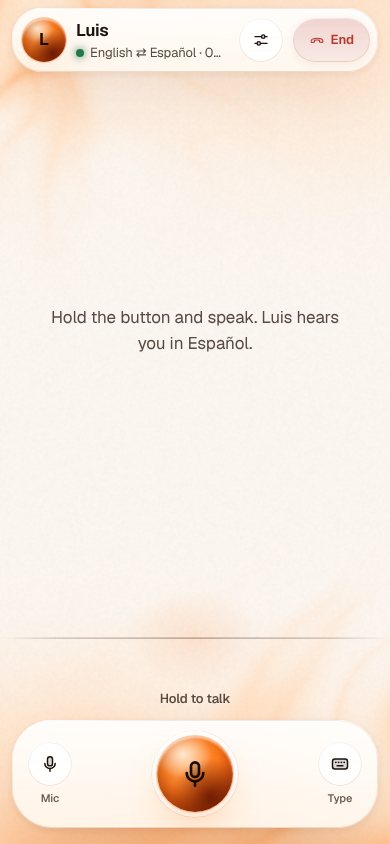 L
Luis
English ⇄ Español · 0...
End
Hold the button and speak. Luis hears
you in Español.
Hold to talk
Mic
Type